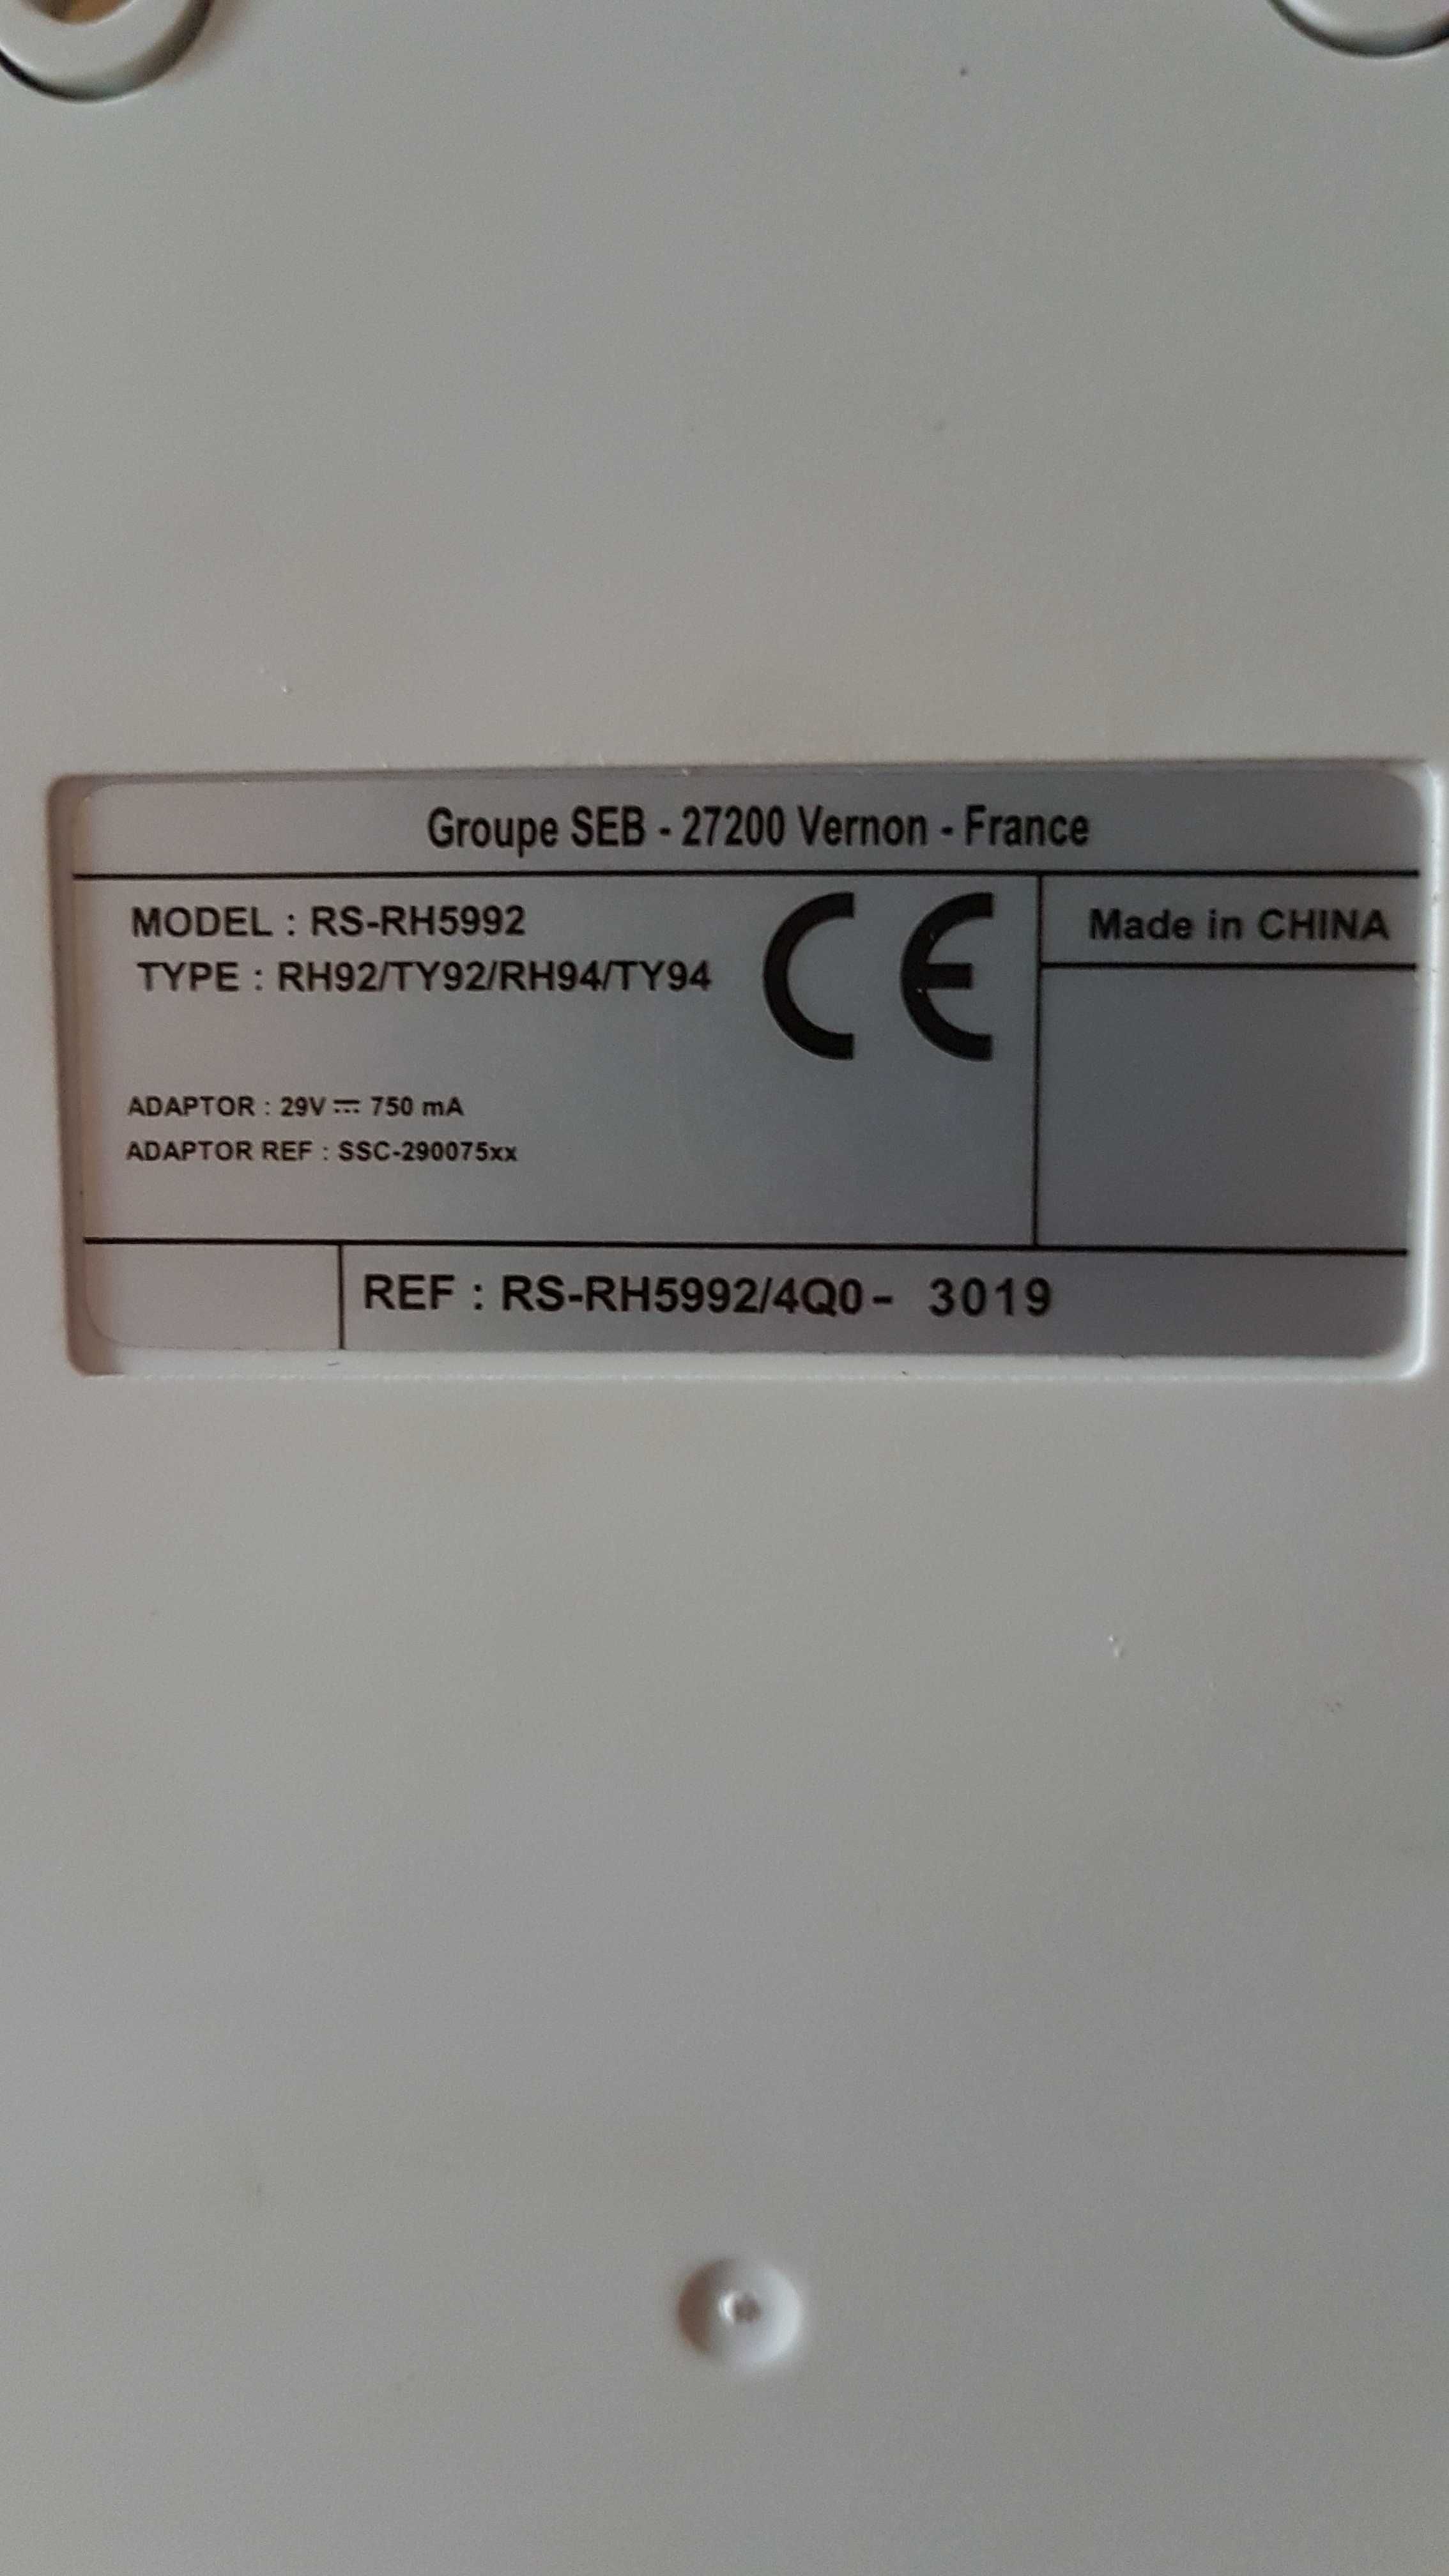 Groupe SEB - 27200 Vernon - France
MODEL : RS-RH5992
TYPE : RH92/TY92/RH94/TY94
CE
Made in CHINA
ADAPTOR : 29V ⎓ 750 mA
ADAPTOR REF : SSC-290075xx
REF : RS-RH5992/4Q0- 3019